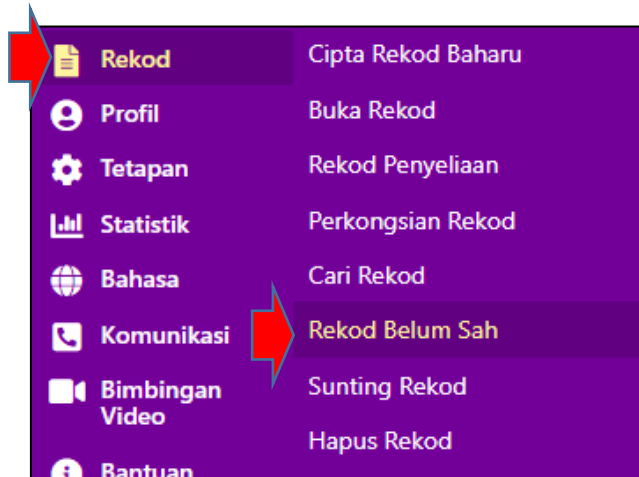 Rekod
Profil
Tetapan
Statistik
Bahasa
Komunikasi
Bimbingan
Video
Bantuan
Cipta Rekod Baharu
Buka Rekod
Rekod Penyeliaan
Perkongsian Rekod
Cari Rekod
Rekod Belum Sah
Sunting Rekod
Hapus Rekod